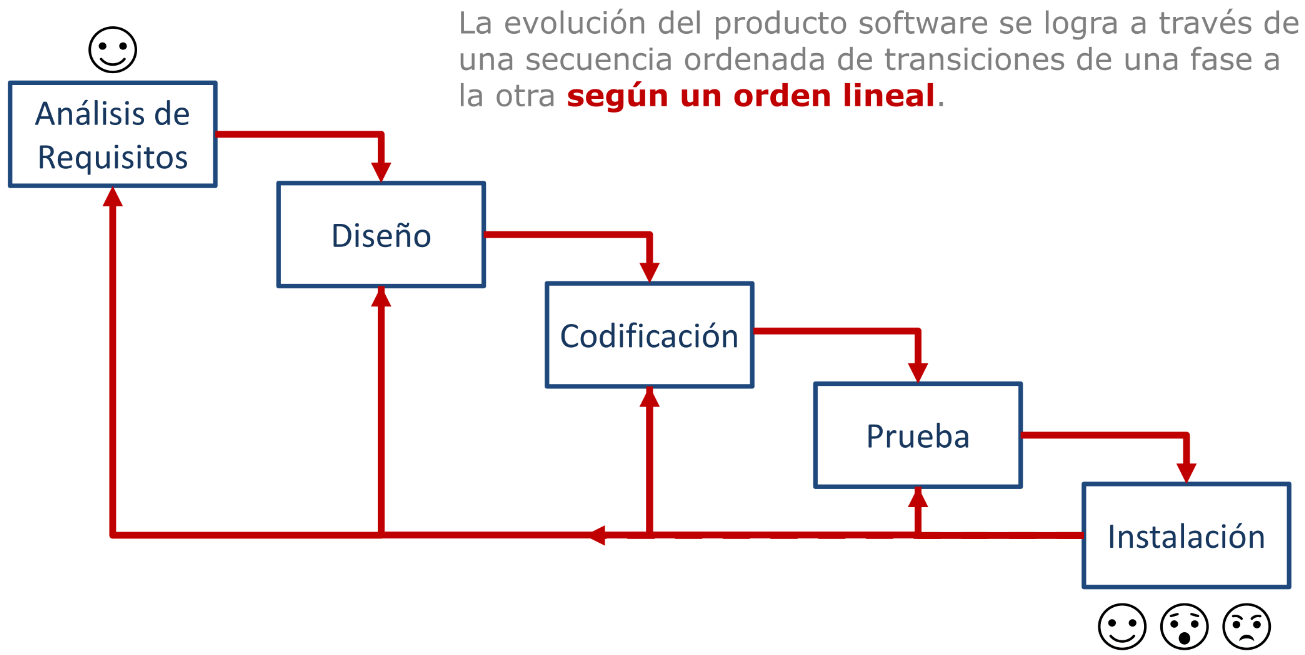 La evolución del producto software se logra a través de
una secuencia ordenada de transiciones de una fase a
la otra según un orden lineal.
Análisis de
Requisitos
Diseño
Codificación
Prueba
Instalación